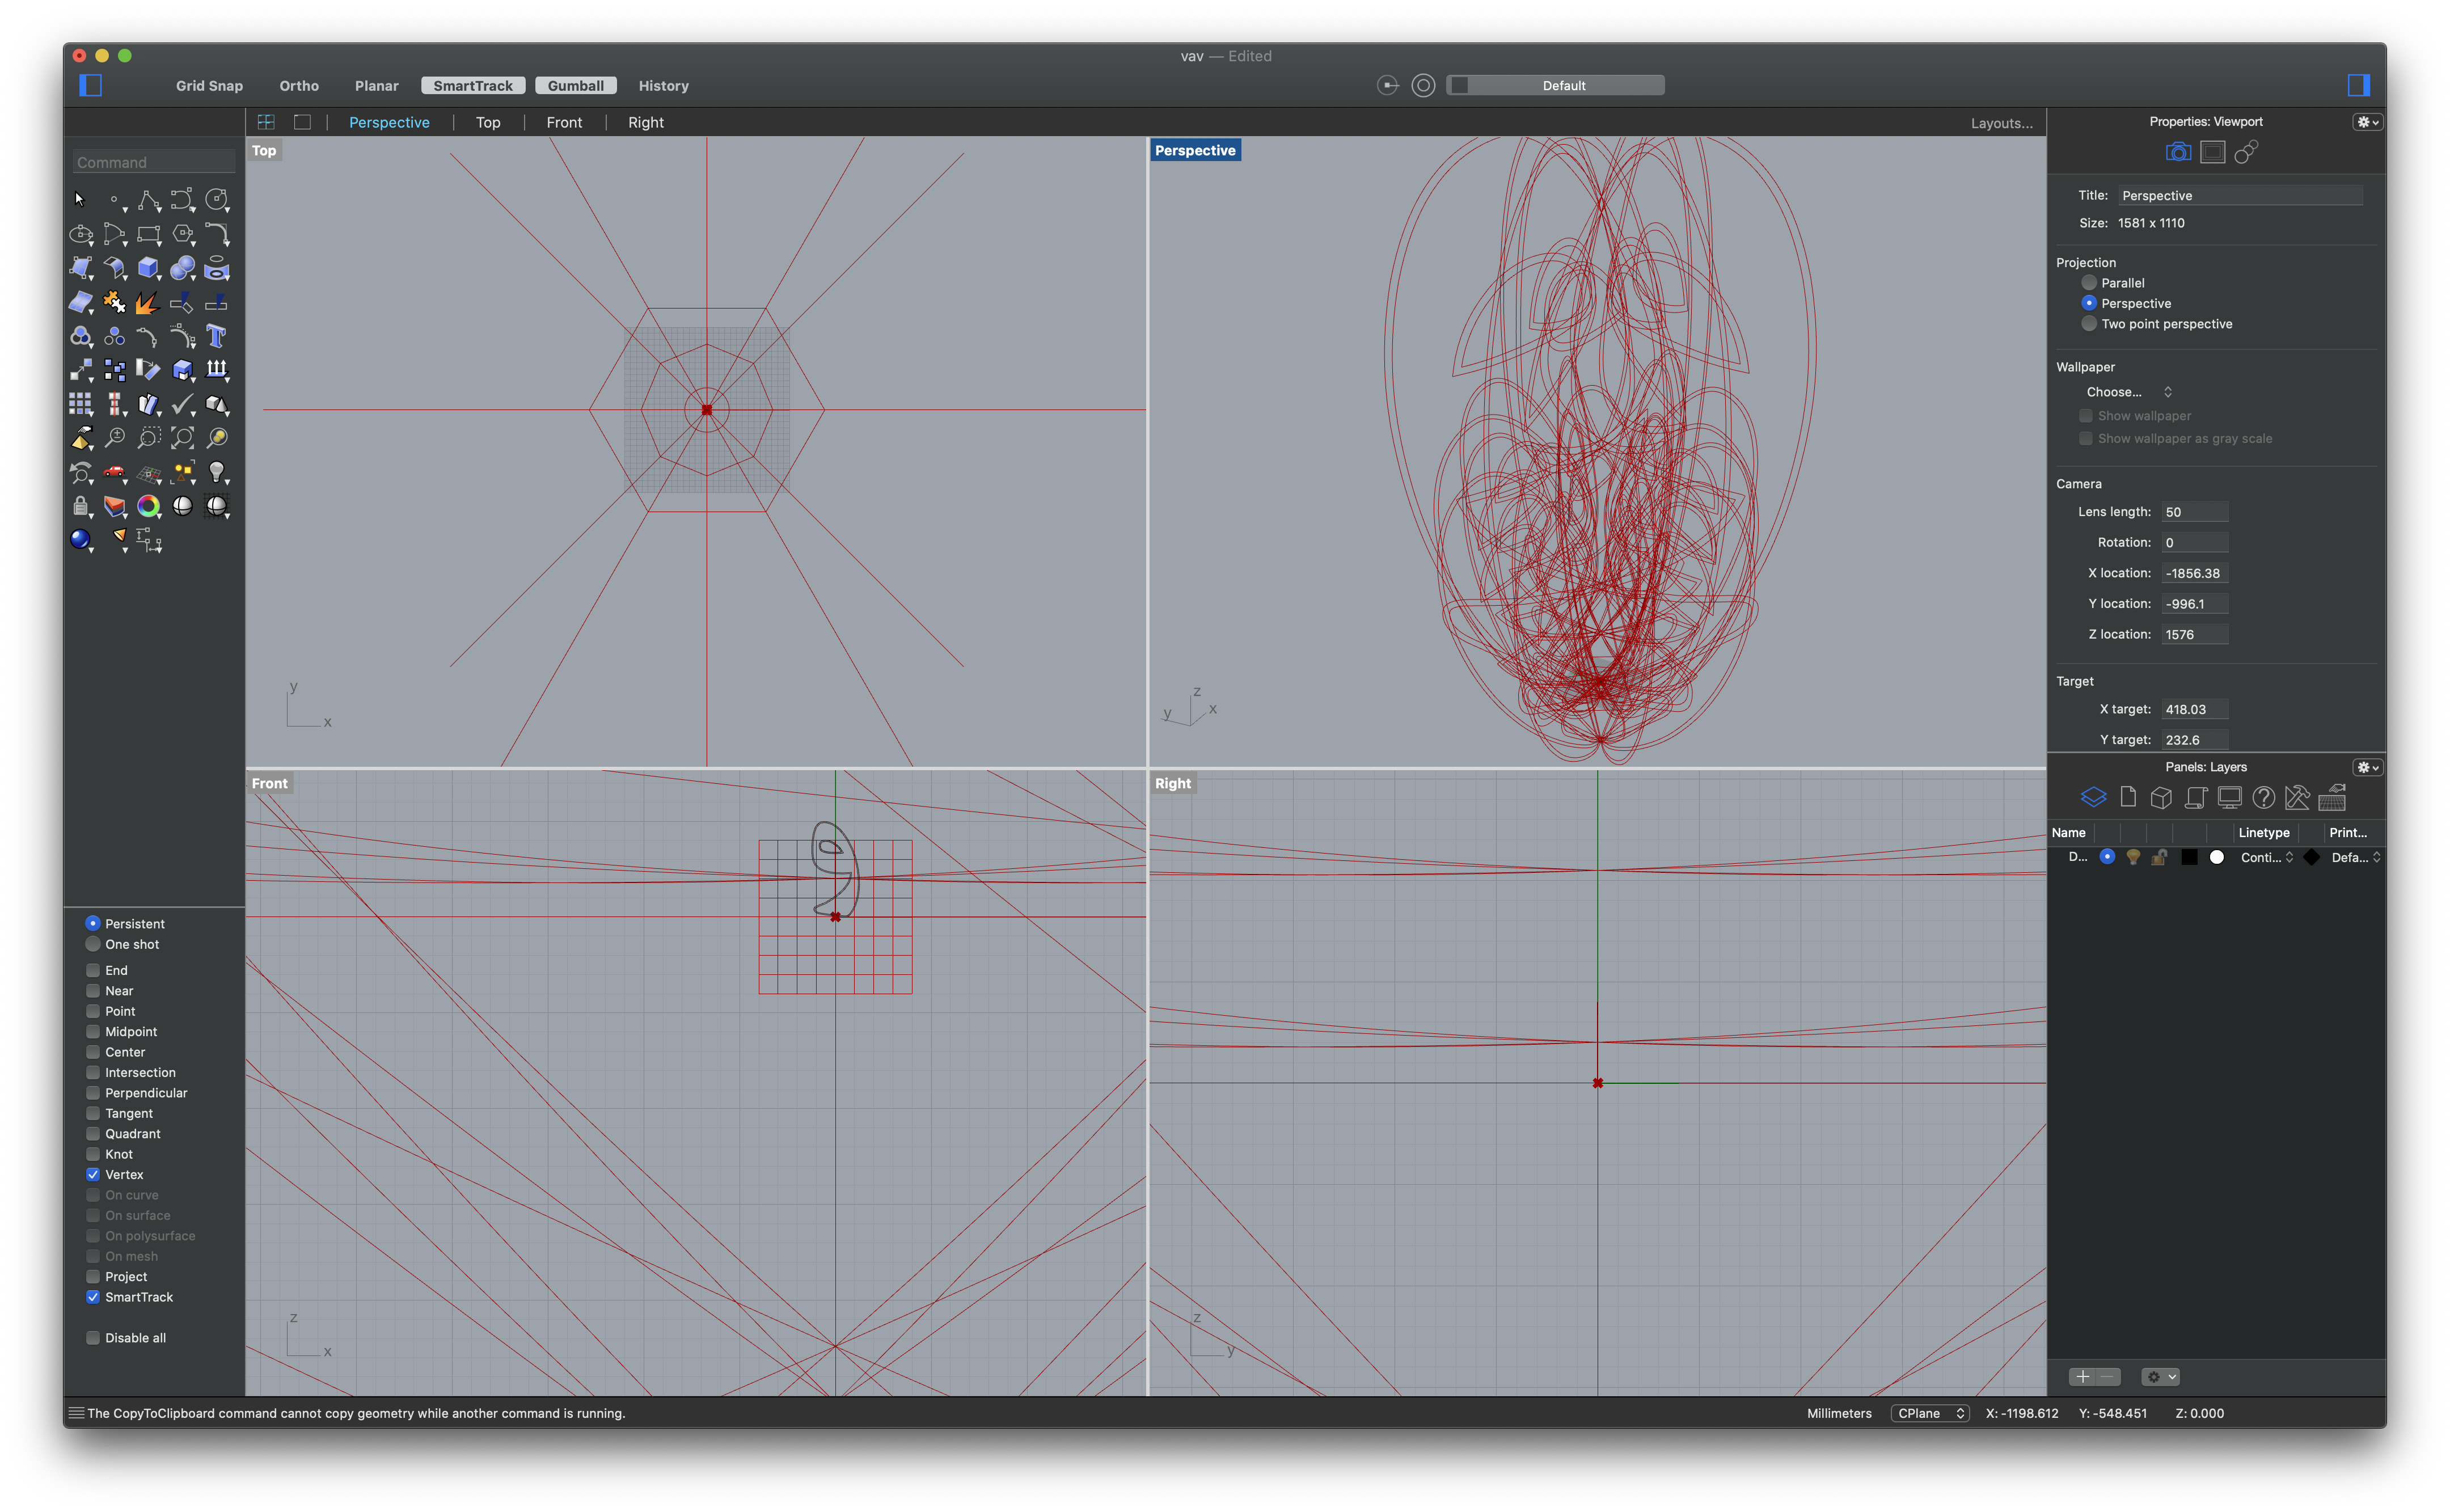 vav — Edited
Grid Snap Ortho Planar SmartTrack Gumball History Default
Perspective Top Front Right Layouts...
Command
Top
Perspective
y
x
z
y
x
Front
Right
z
x
z
y
Persistent
One shot
End
Near
Point
Midpoint
Center
Intersection
Perpendicular
Tangent
Quadrant
Knot
Vertex
On curve
On surface
On polysurface
On mesh
Project
SmartTrack
Disable all
Properties: Viewport
Title: Perspective
Size: 1581 x 1110
Projection
Parallel
Perspective
Two point perspective
Wallpaper
Choose...
Show wallpaper
Show wallpaper as gray scale
Camera
Lens length: 50
Rotation: 0
X location: -1856.38
Y location: -996.1
Z location: 1576
Target
X target: 418.03
Y target: 232.6
Panels: Layers
Name Linetype Print...
D... Conti... Defa...
The CopyToClipboard command cannot copy geometry while another command is running.
Millimeters CPlane X: -1198.612 Y: -548.451 Z: 0.000